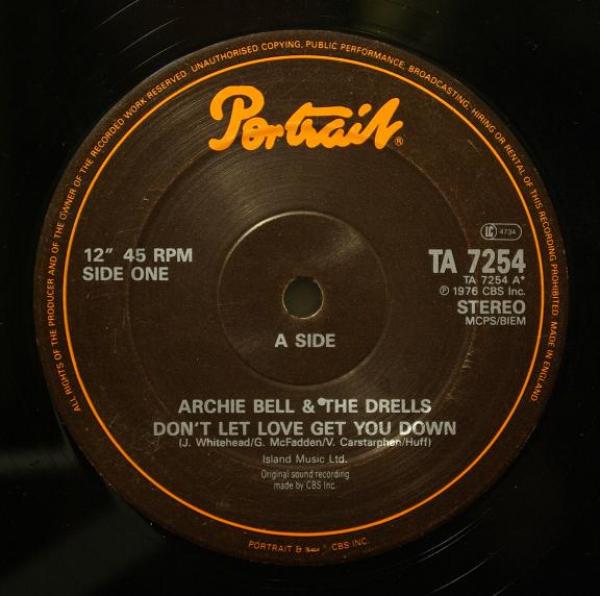 ALL RIGHTS OF THE PRODUCER AND OF THE OWNER OF THE RECORDED WORK RESERVED. UNAUTHORISED COPYING, PUBLIC PERFORMANCE, BROADCASTING, HIRING OR RENTAL OF THIS RECORDING PROHIBITED. MADE IN ENGLAND
Portrait®
LC 4734
12" 45 RPM
SIDE ONE
TA 7254
TA 7254 A*
℗ 1976 CBS Inc.
STEREO
MCPS/BIEM
A SIDE
ARCHIE BELL & THE DRELLS
DON'T LET LOVE GET YOU DOWN
(J. Whitehead/G. McFadden/V. Carstarphen/Huff)
Island Music Ltd.
Original sound recording
made by CBS Inc.
PORTRAIT & CBS INC.